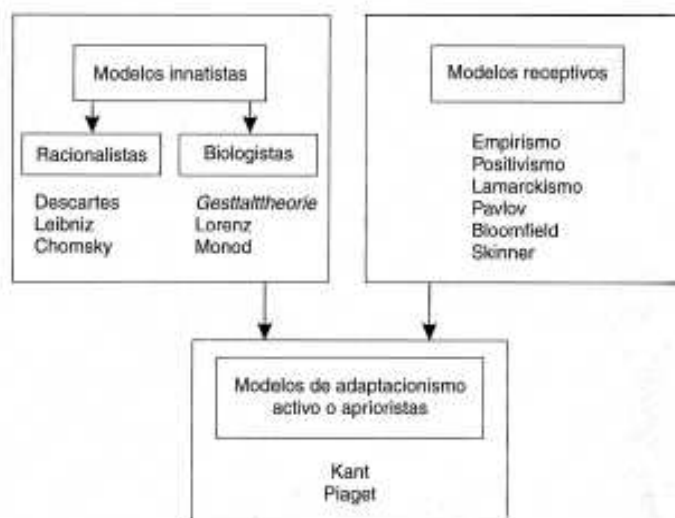 Modelos innatistas
Racionalistas
Descartes
Leibniz
Chomsky
Biologistas
Gesttalttheorie
Lorenz
Monod
Modelos receptivos
Empirismo
Positivismo
Lamarckismo
Pavlov
Bloomfield
Skinner
Modelos de adaptacionismo
activo o aprioristas
Kant
Piaget